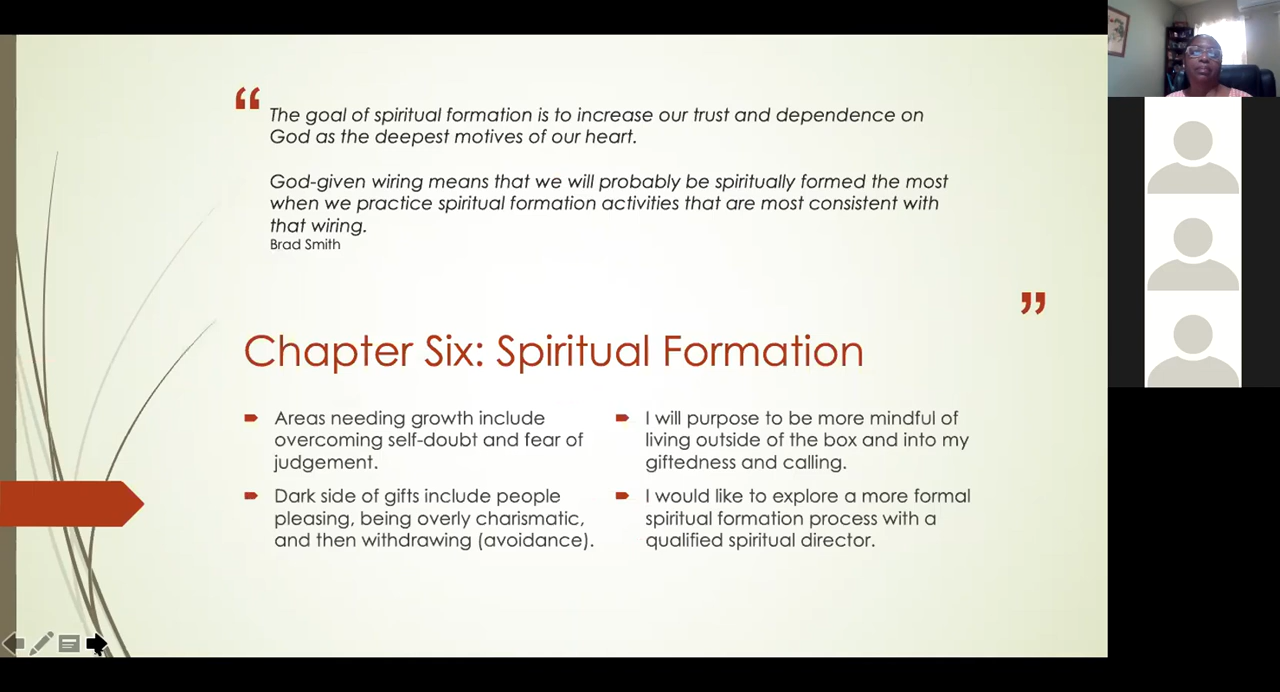 “
The goal of spiritual formation is to increase our trust and dependence on
God as the deepest motives of our heart.
God-given wiring means that we will probably be spiritually formed the most
when we practice spiritual formation activities that are most consistent with
that wiring.
Brad Smith
”
Chapter Six: Spiritual Formation
Areas needing growth include
overcoming self-doubt and fear of
judgement.
Dark side of gifts include people
pleasing, being overly charismatic,
and then withdrawing (avoidance).
I will purpose to be more mindful of
living outside of the box and into my
giftedness and calling.
I would like to explore a more formal
spiritual formation process with a
qualified spiritual director.